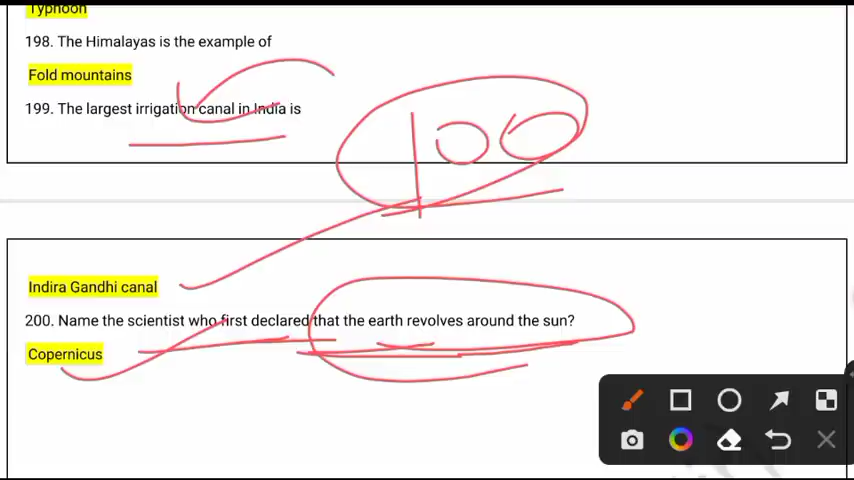 Typhoon
198. The Himalayas is the example of
Fold mountains
199. The largest irrigation canal in India is
100
Indira Gandhi canal
200. Name the scientist who first declared that the earth revolves around the sun?
Copernicus